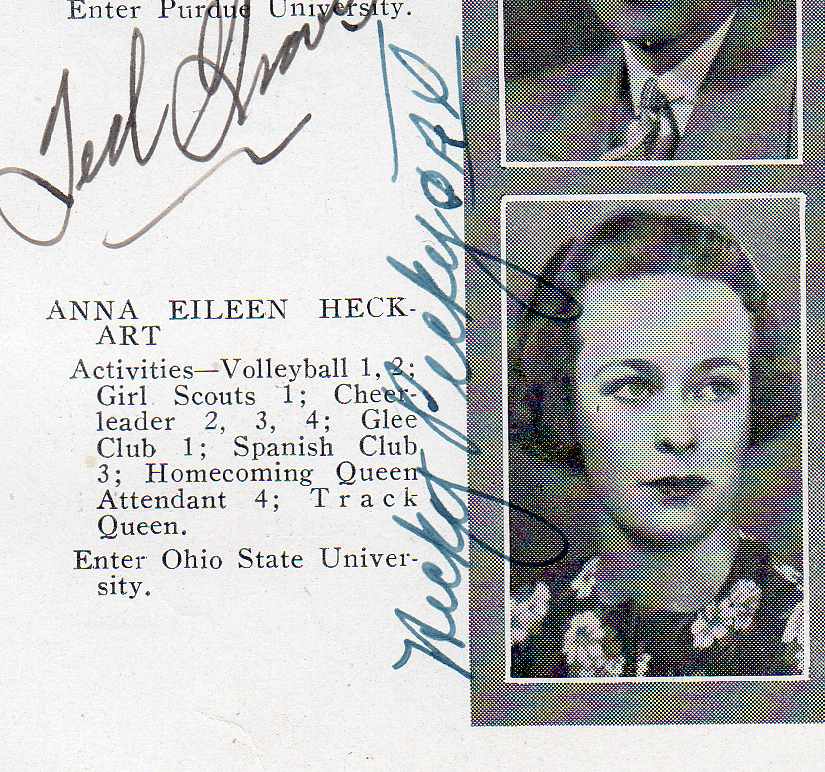 Enter Purdue University.
Ted
ANNA EILEEN HECK-
ART
Activities—Volleyball 1, 2;
Girl Scouts 1; Cheer-
leader 2, 3, 4; Glee
Club 1; Spanish Club
3; Homecoming Queen
Attendant 4; Track
Queen.
Enter Ohio State Univer-
sity.